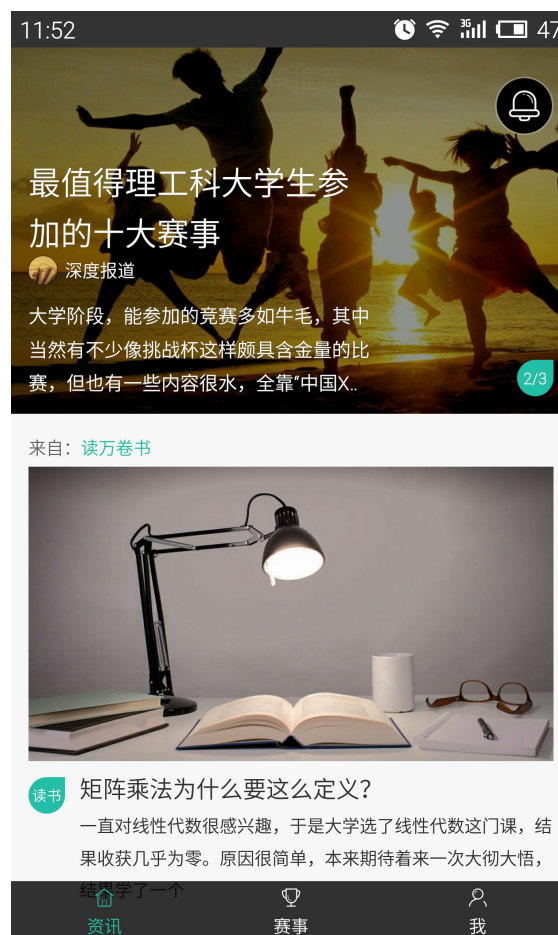 11:52
3G
47
资讯推荐
最值得理工科大学生参
加的十大赛事
深度报道
大学阶段，能参加的竞赛多如牛毛，其中
当然有不少像挑战杯这样颇具含金量的比
赛，但也有一些内容很水，全靠“中国X..
2/3
来自：读万卷书
读书
矩阵乘法为什么要这么定义？
一直对线性代数很感兴趣，于是大学选了线性代数这门课，结
果收获几乎为零。原因很简单，本来期待着来一次大彻大悟，
结果学了一个
资讯
赛事
我